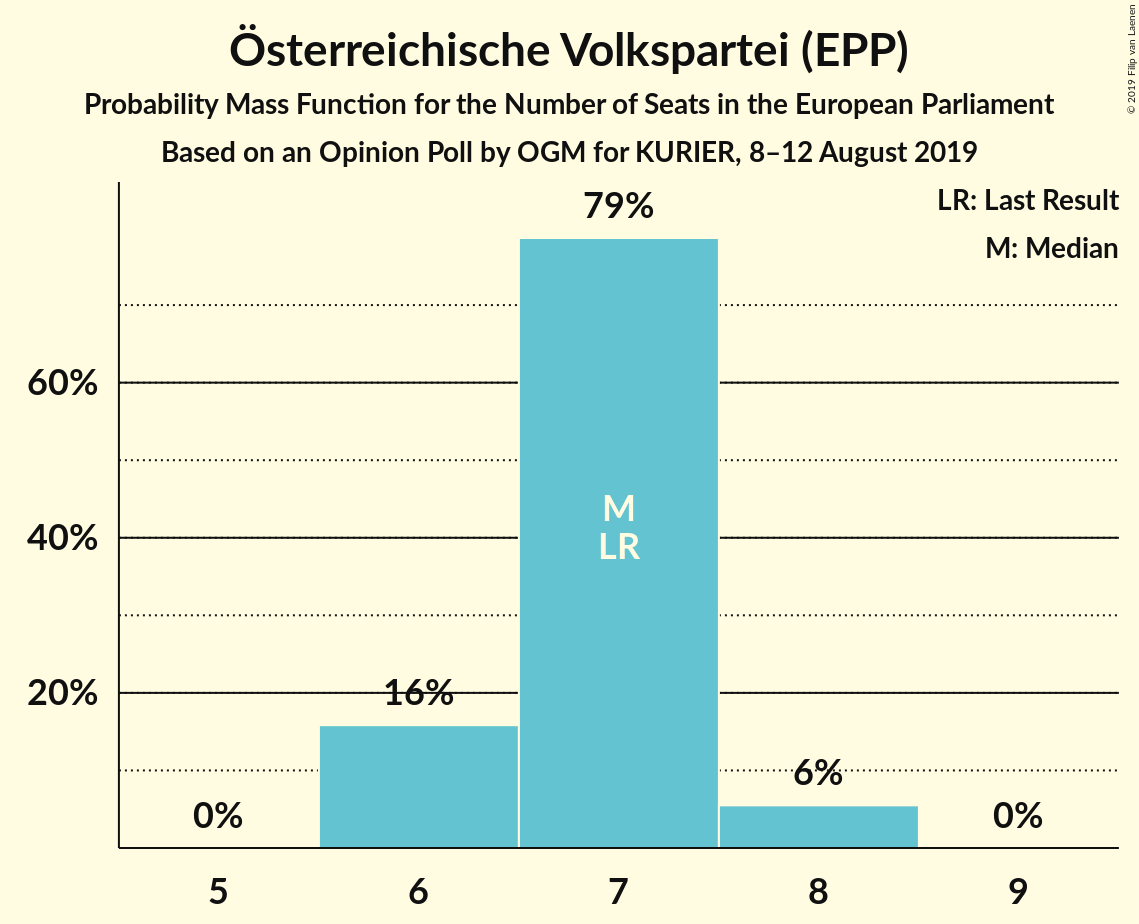 Österreichische Volkspartei (EPP)
Probability Mass Function for the Number of Seats in the European Parliament
Based on an Opinion Poll by OGM for KURIER, 8–12 August 2019
© 2019 Filip van Laenen
LR: Last Result
M: Median
79%
60%
M
40%
LR
20%
16%
6%
0%
0%
5
6
7
8
9